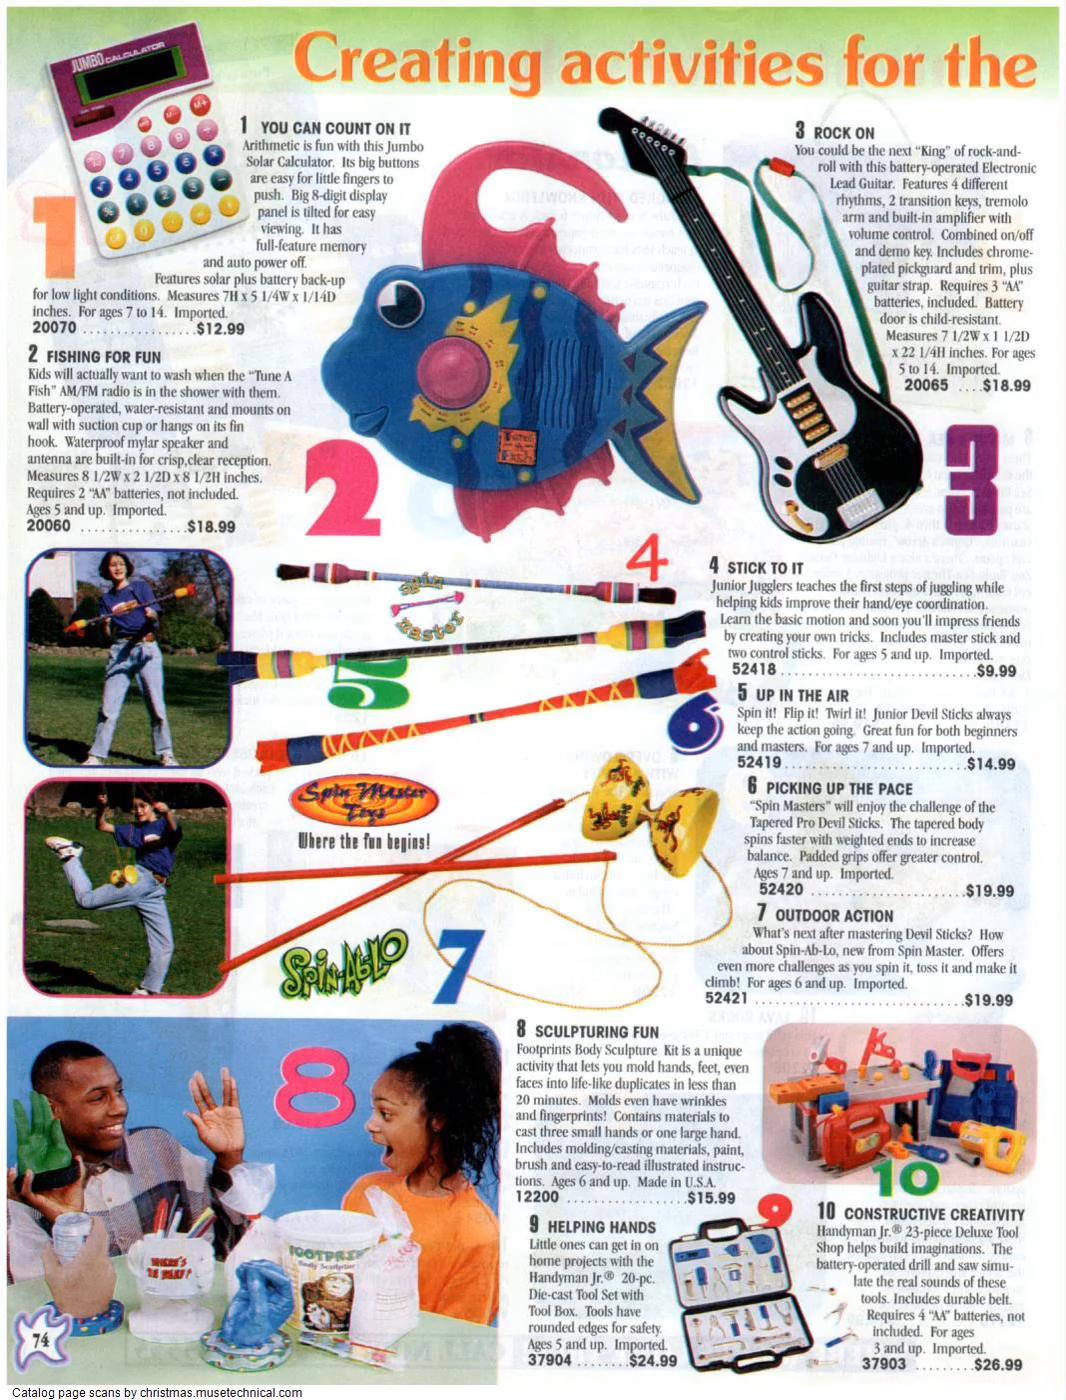 Creating activities for the
JUMBO CALCULATOR
1 YOU CAN COUNT ON IT
Arithmetic is fun with this Jumbo
Solar Calculator. Its big buttons
are easy for little fingers to
push. Big 8-digit display
panel is tilted for easy
viewing. It has
full-feature memory
and auto power off.
Features solar plus battery back-up
for low light conditions. Measures 7H x 5 1/4W x 1/14D
inches. For ages 7 to 14. Imported.
20070 ................$12.99
1
2 FISHING FOR FUN
Kids will actually want to wash when the “Tune A
Fish” AM/FM radio is in the shower with them.
Battery-operated, water-resistant and mounts on
wall with suction cup or hangs on its fin
hook. Waterproof mylar speaker and
antenna are built-in for crisp,clear reception.
Measures 8 1/2W x 2 1/2D x 8 1/2H inches.
Requires 2 “AA” batteries, not included.
Ages 5 and up. Imported.
20060 ...............$18.99
2
3 ROCK ON
You could be the next “King” of rock-and-
roll with this battery-operated Electronic
Lead Guitar. Features 4 different
rhythms, 2 transition keys, tremolo
arm and built-in amplifier with
volume control. Combined on/off
and demo key. Includes chrome-
plated pickguard and trim, plus
guitar strap. Requires 3 “AA”
batteries, included. Battery
door is child-resistant.
Measures 7 1/2W x 1 1/2D
x 22 1/4H inches. For ages
5 to 14. Imported.
20065 ....$18.99
3
4
spin
master
4 STICK TO IT
Junior Jugglers teaches the first steps of juggling while
helping kids improve their hand/eye coordination.
Learn the basic motion and soon you'll impress friends
by creating your own tricks. Includes master stick and
two control sticks. For ages 5 and up. Imported.
52418 ............................$9.99
5
5 UP IN THE AIR
Spin it! Flip it! Twirl it! Junior Devil Sticks always
keep the action going. Great fun for both beginners
and masters. For ages 7 and up. Imported.
52419 ..........................$14.99
6
6 PICKING UP THE PACE
“Spin Masters” will enjoy the challenge of the
Tapered Pro Devil Sticks. The tapered body
spins faster with weighted ends to increase
balance. Padded grips offer greater control.
Ages 7 and up. Imported.
52420 ......................$19.99
Spin Master
Toys
Where the fun begins!
7 OUTDOOR ACTION
What's next after mastering Devil Sticks? How
about Spin-Ab-Lo, new from Spin Master. Offers
even more challenges as you spin it, toss it and make it
climb! For ages 6 and up. Imported.
52421 ..............................$19.99
SPIN-AB-LO
7
8
8 SCULPTURING FUN
Footprints Body Sculpture Kit is a unique
activity that lets you mold hands, feet, even
faces into life-like duplicates in less than
20 minutes. Molds even have wrinkles
and fingerprints! Contains materials to
cast three small hands or one large hand.
Includes molding/casting materials, paint,
brush and easy-to-read illustrated instruc-
tions. Ages 6 and up. Made in U.S.A.
12200 .................$15.99
FOOTPRINTS
Body Sculpture
9 HELPING HANDS
Little ones can get in on
home projects with the
Handyman Jr.® 20-pc.
Die-cast Tool Set with
Tool Box. Tools have
rounded edges for safety.
Ages 5 and up. Imported.
37904 ........$24.99
9
10
10 CONSTRUCTIVE CREATIVITY
Handyman Jr.® 23-piece Deluxe Tool
Shop helps build imaginations. The
battery-operated drill and saw simu-
late the real sounds of these
tools. Includes durable belt.
Requires 4 “AA” batteries, not
included. For ages
3 and up. Imported.
37903 .........$26.99
74
Catalog page scans by christmas.musetechnical.com